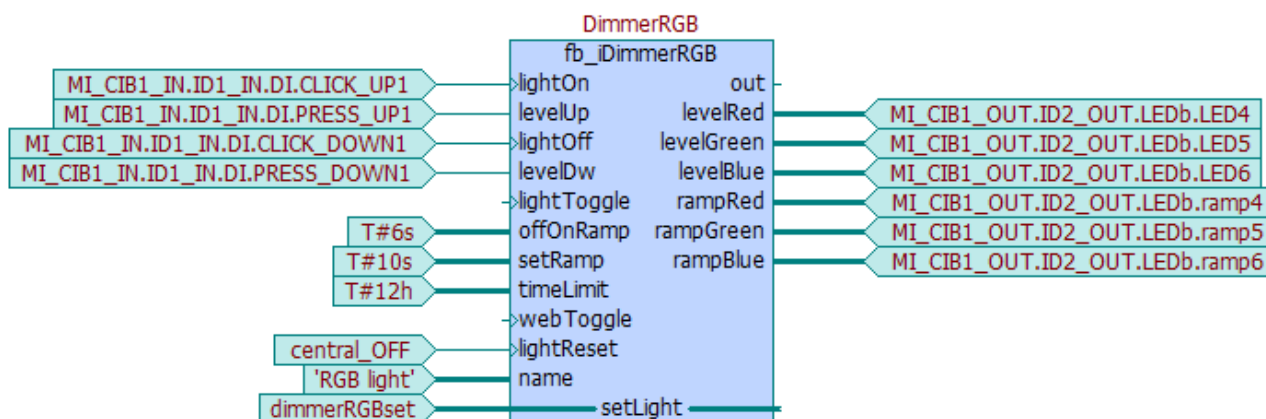 DimmerRGB
fb_iDimmerRGB
MI_CIB1_IN.ID1_IN.DI.CLICK_UP1 lightOn out
MI_CIB1_IN.ID1_IN.DI.PRESS_UP1 levelUp levelRed MI_CIB1_OUT.ID2_OUT.LEDb.LED4
MI_CIB1_IN.ID1_IN.DI.CLICK_DOWN1 lightOff levelGreen MI_CIB1_OUT.ID2_OUT.LEDb.LED5
MI_CIB1_IN.ID1_IN.DI.PRESS_DOWN1 levelDw levelBlue MI_CIB1_OUT.ID2_OUT.LEDb.LED6
lightToggle rampRed MI_CIB1_OUT.ID2_OUT.LEDb.ramp4
T#6s offOnRamp rampGreen MI_CIB1_OUT.ID2_OUT.LEDb.ramp5
T#10s setRamp rampBlue MI_CIB1_OUT.ID2_OUT.LEDb.ramp6
T#12h timeLimit
webToggle
central_OFF lightReset
'RGB light' name
dimmerRGBset setLight